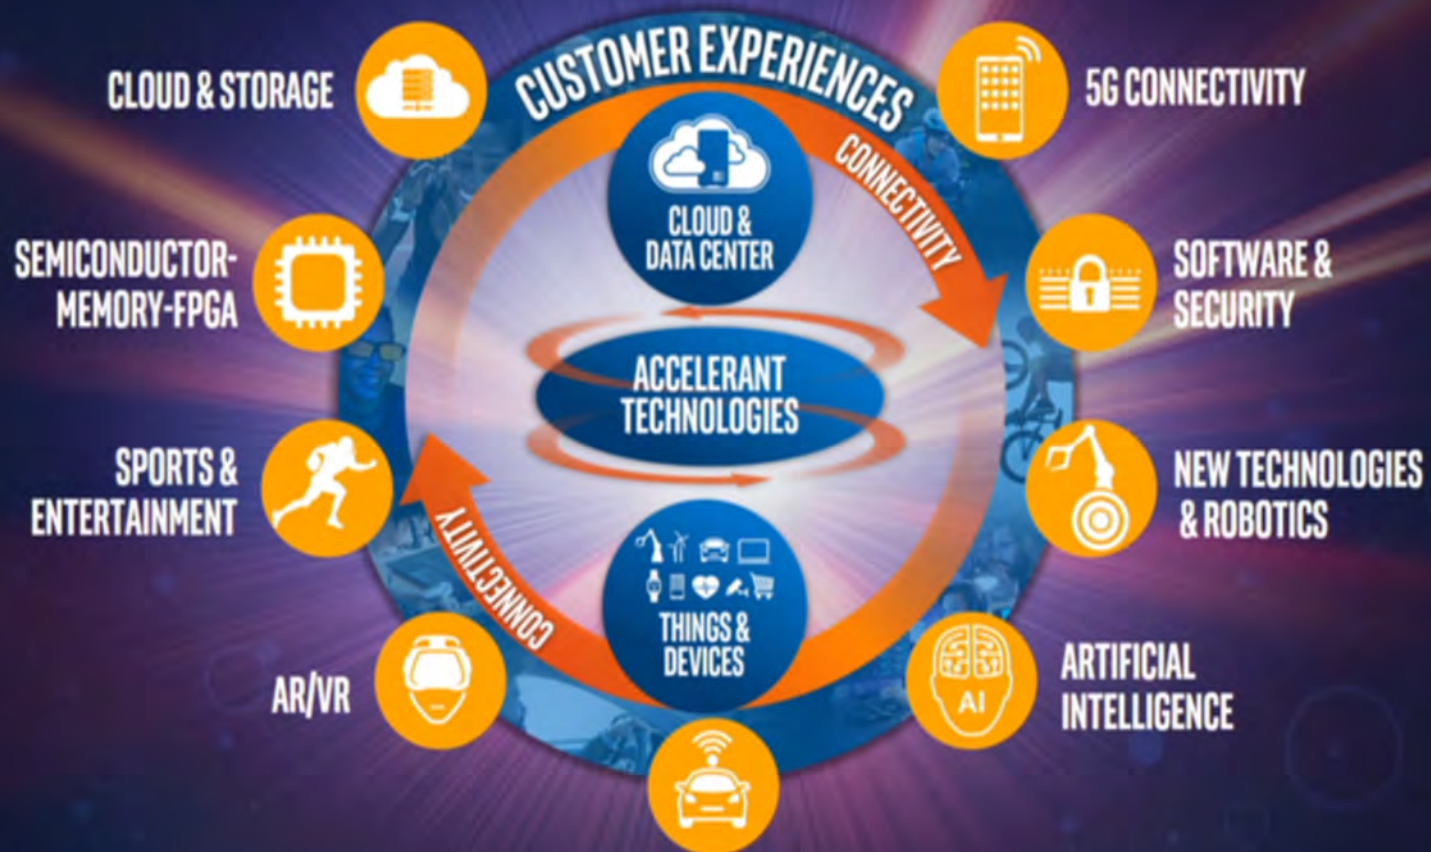 CUSTOMER EXPERIENCES
CLOUD & STORAGE
5G CONNECTIVITY
CONNECTIVITY
CLOUD &
DATA CENTER
SEMICONDUCTOR-
MEMORY-FPGA
SOFTWARE &
SECURITY
ACCELERANT
TECHNOLOGIES
SPORTS &
ENTERTAINMENT
NEW TECHNOLOGIES
& ROBOTICS
CONNECTIVITY
THINGS &
DEVICES
AR/VR
ARTIFICIAL
INTELLIGENCE
AI